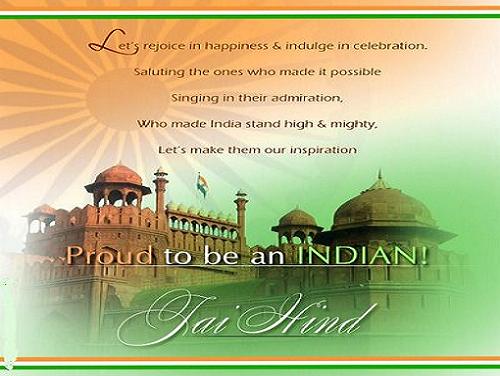 Let's rejoice in happiness & indulge in celebration.
Saluting the ones who made it possible
Singing in their admiration,
Who made India stand high & mighty,
Let's make them our inspiration
Proud to be an INDIAN!
Jai Hind